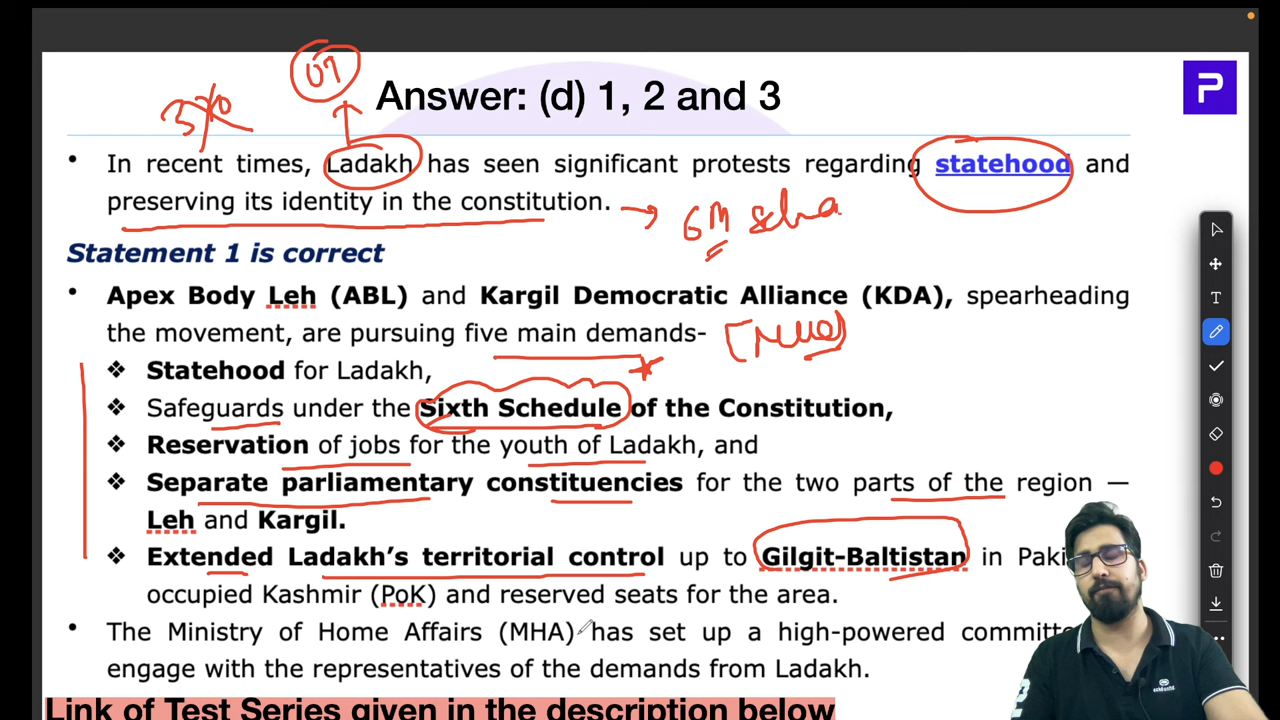 UT
Answer: (d) 1, 2 and 3
P
• In recent times, Ladakh has seen significant protests regarding statehood and
preserving its identity in the constitution.
6th
Statement 1 is correct
• Apex Body Leh (ABL) and Kargil Democratic Alliance (KDA), spearheading
the movement, are pursuing five main demands-
❖ Statehood for Ladakh,
❖ Safeguards under the Sixth Schedule of the Constitution,
❖ Reservation of jobs for the youth of Ladakh, and
❖ Separate parliamentary constituencies for the two parts of the region —
Leh and Kargil.
❖ Extended Ladakh's territorial control up to Gilgit-Baltistan in
occupied Kashmir (PoK) and reserved seats for the area.
• The Ministry of Home Affairs (MHA) has set up a high-powered
engage with the representatives of the demands from Ladakh.
Link of Test Series given in the description below